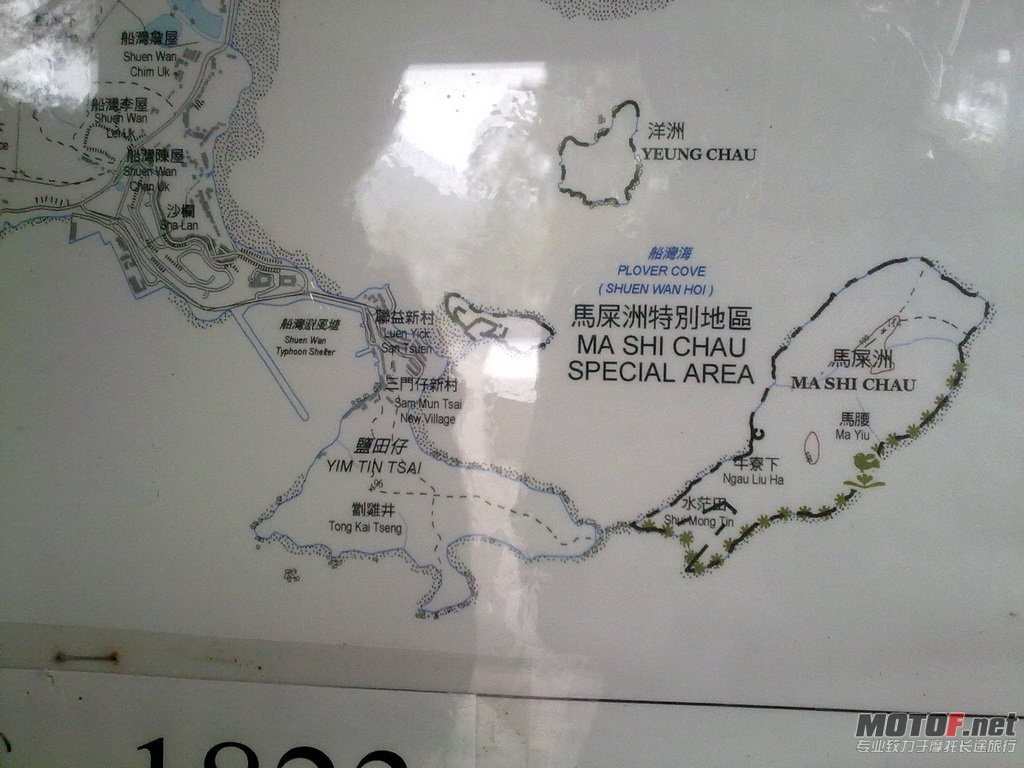 船灣詹屋
Shuen Wan
Chim Uk
船灣李屋
Shuen Wan
Lei Uk
船灣陳屋
Shuen Wan
Chan Uk
沙欄
Sha Lan
船灣避風塘
Shuen Wan
Typhoon Shelter
聯益新村
Luen Yick
San Tsuen
三門仔新村
Sam Mun Tsai
New Village
鹽田仔
YIM TIN TSAI
96
劉雞井
Tong Kai Tseng
洋洲
YEUNG CHAU
船灣海
PLOVER COVE
( SHUEN WAN HOI )
馬屎洲特別地區
MA SHI CHAU
SPECIAL AREA
馬屎洲
MA SHI CHAU
馬腰
Ma Yiu
牛寮下
Ngau Liu Ha
水茫田
Shui Mong Tin
MOTOF.net
专业致力于摩托长途旅行